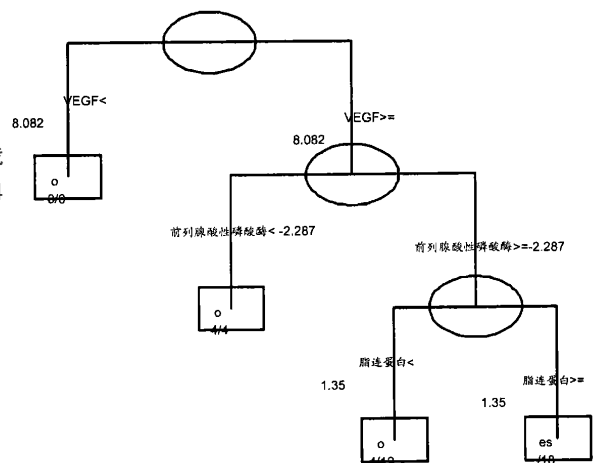 VEGF<
8.082
VEGF>=
8.082
o
前列腺酸性磷酸酶< -2.287
前列腺酸性磷酸酶>=-2.287
o
4/4
脂连蛋白<
1.35
脂连蛋白>=
1.35
o
es
/18